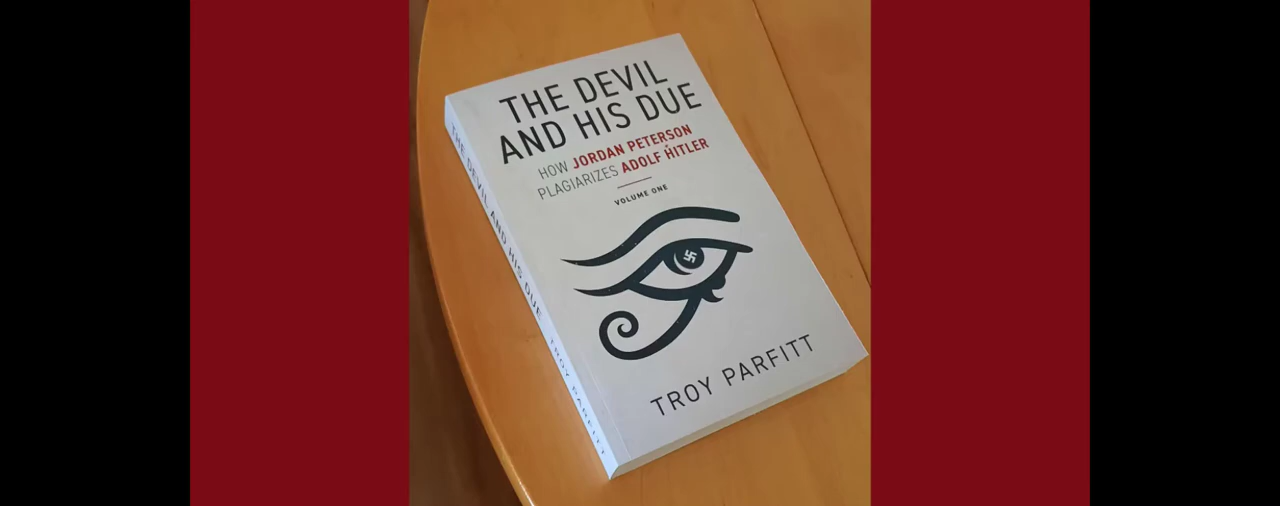 THE DEVIL
AND HIS DUE
HOW JORDAN PETERSON
PLAGIARIZES ADOLF HITLER
VOLUME ONE
TROY PARFITT
THE DEVIL AND HIS DUE TROY PARFITT